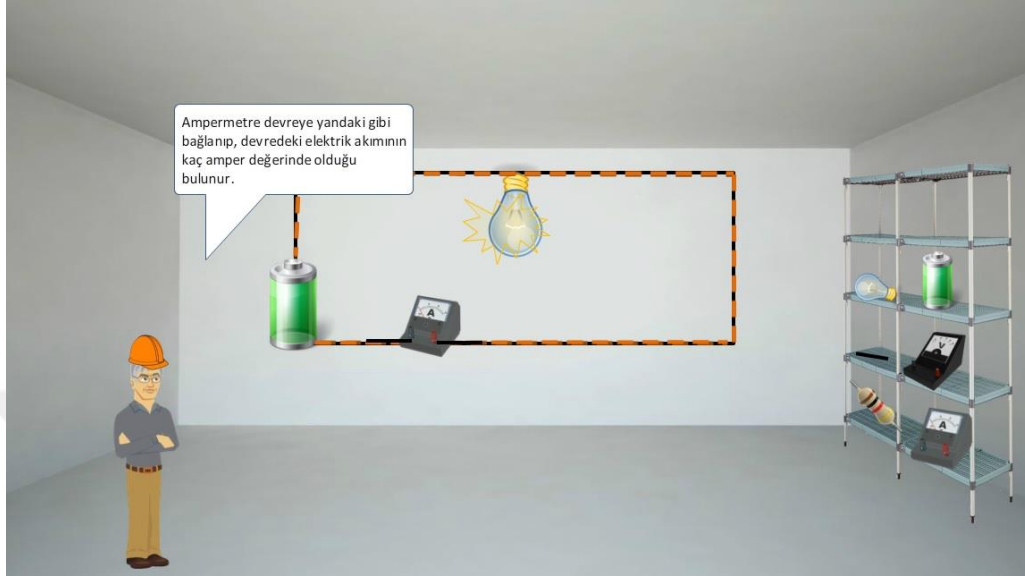 Ampermetre devreye yandaki gibi
bağlanıp, devredeki elektrik akımının
kaç amper değerinde olduğu
bulunur.
A
V
A